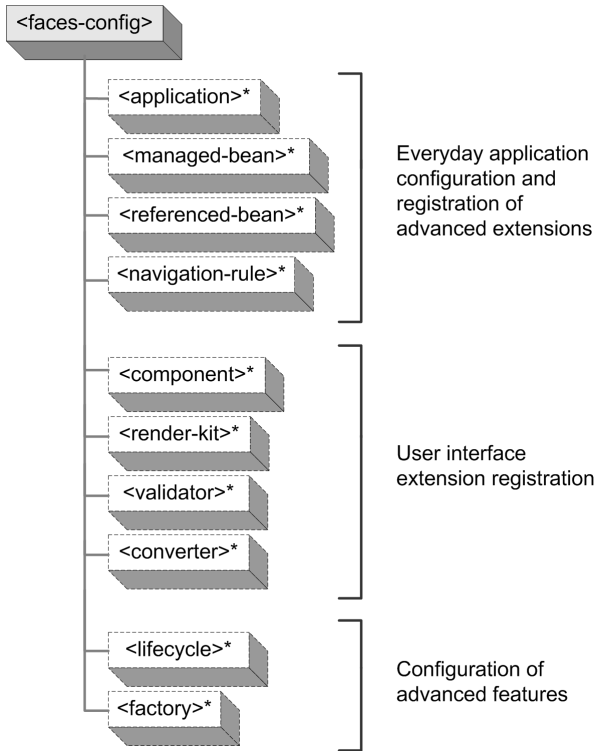 <faces-config>
<application>*
<managed-bean>*
<referenced-bean>*
<navigation-rule>*
Everyday application
configuration and
registration of
advanced extensions
<component>*
<render-kit>*
<validator>*
<converter>*
User interface
extension registration
<lifecycle>*
<factory>*
Configuration of
advanced features